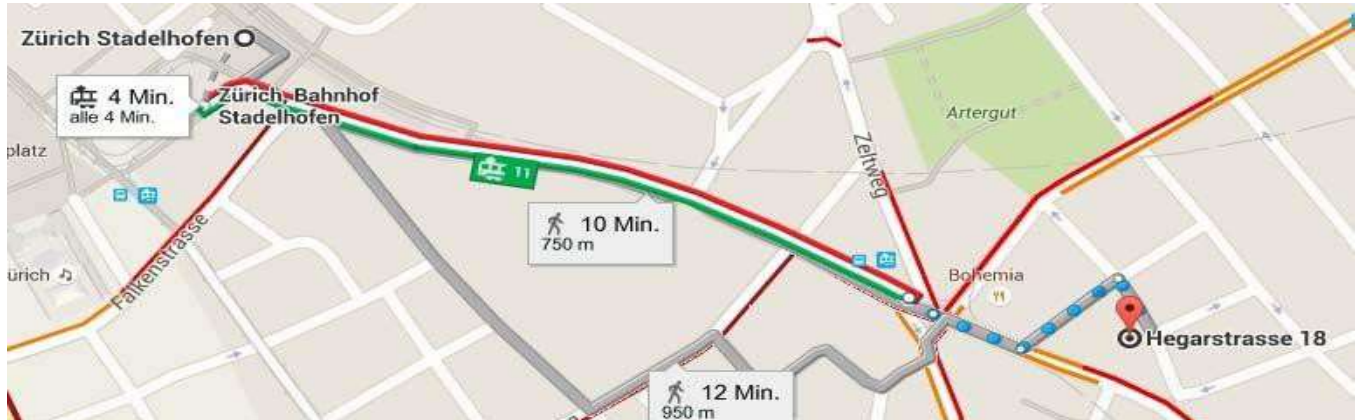 Zürich Stadelhofen
4 Min.
alle 4 Min.
Zürich, Bahnhof
Stadelhofen
platz
Artergut
Zeltweg
11
10 Min.
750 m
ürich
Falkenstrasse
Bohemia
Hegarstrasse 18
12 Min.
950 m